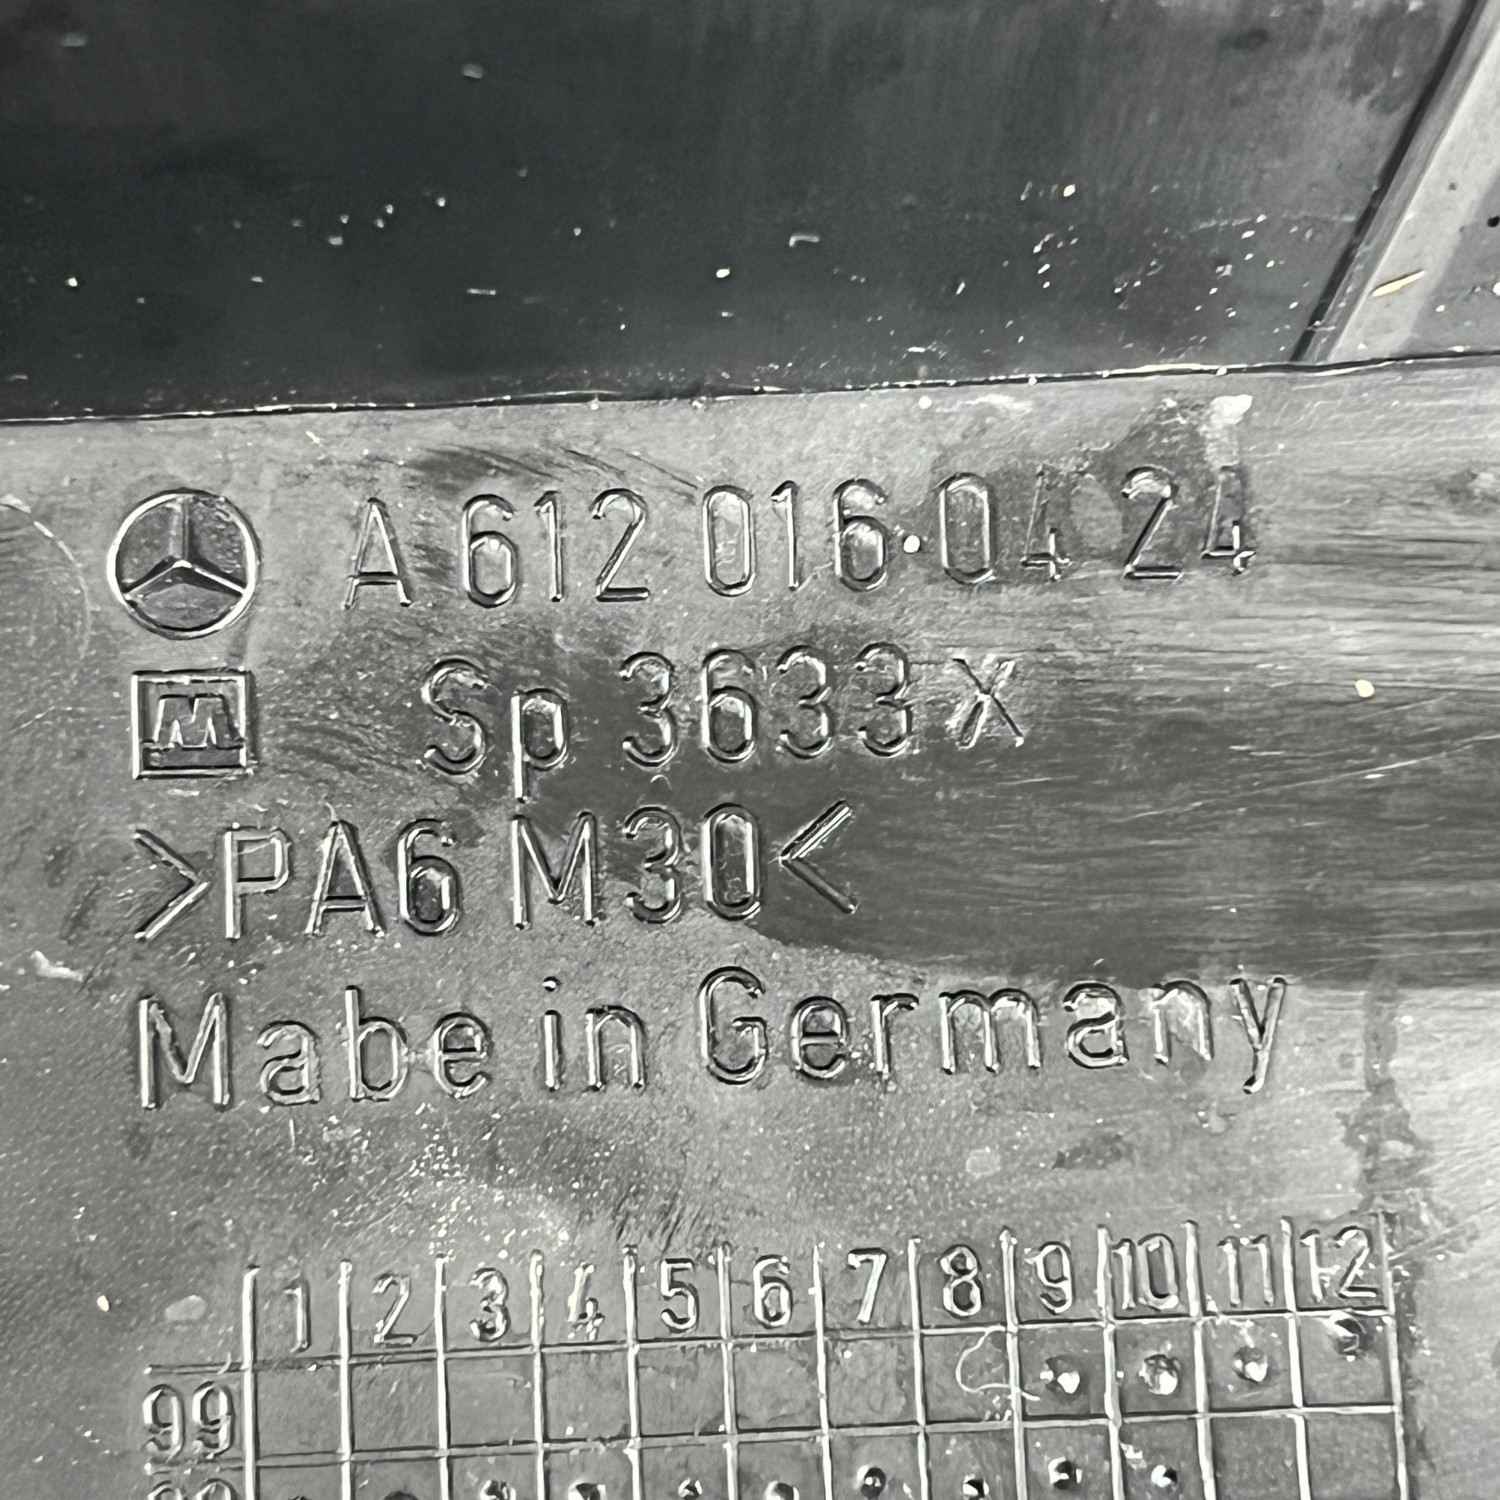 A 612 016 04 24
M
Sp 3633 X
>PA6 M30<
Mabe in Germany
1 2 3 4 5 6 7 8 9 10 11 12
99